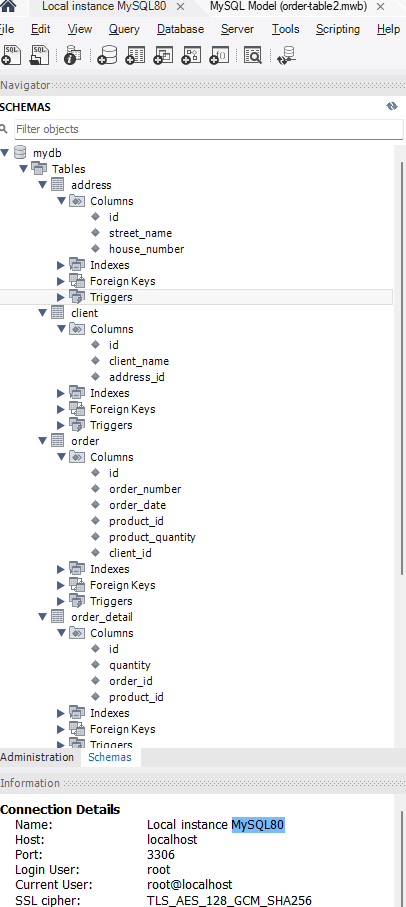 Local instance MySQL80 ✕ MySQL Model (order-table2.mwb) ✕
File Edit View Query Database Server Tools Scripting Help
Navigator
SCHEMAS
Filter objects
mydb
Tables
address
Columns
id
street_name
house_number
Indexes
Foreign Keys
Triggers
client
Columns
id
client_name
address_id
Indexes
Foreign Keys
Triggers
order
Columns
id
order_number
order_date
product_id
product_quantity
client_id
Indexes
Foreign Keys
Triggers
order_detail
Columns
id
quantity
order_id
product_id
Indexes
Foreign Keys
Triggers
Administration Schemas
Information
Connection Details
Name: Local instance MySQL80
Host: localhost
Port: 3306
Login User: root
Current User: root@localhost
SSL cipher: TLS_AES_128_GCM_SHA256